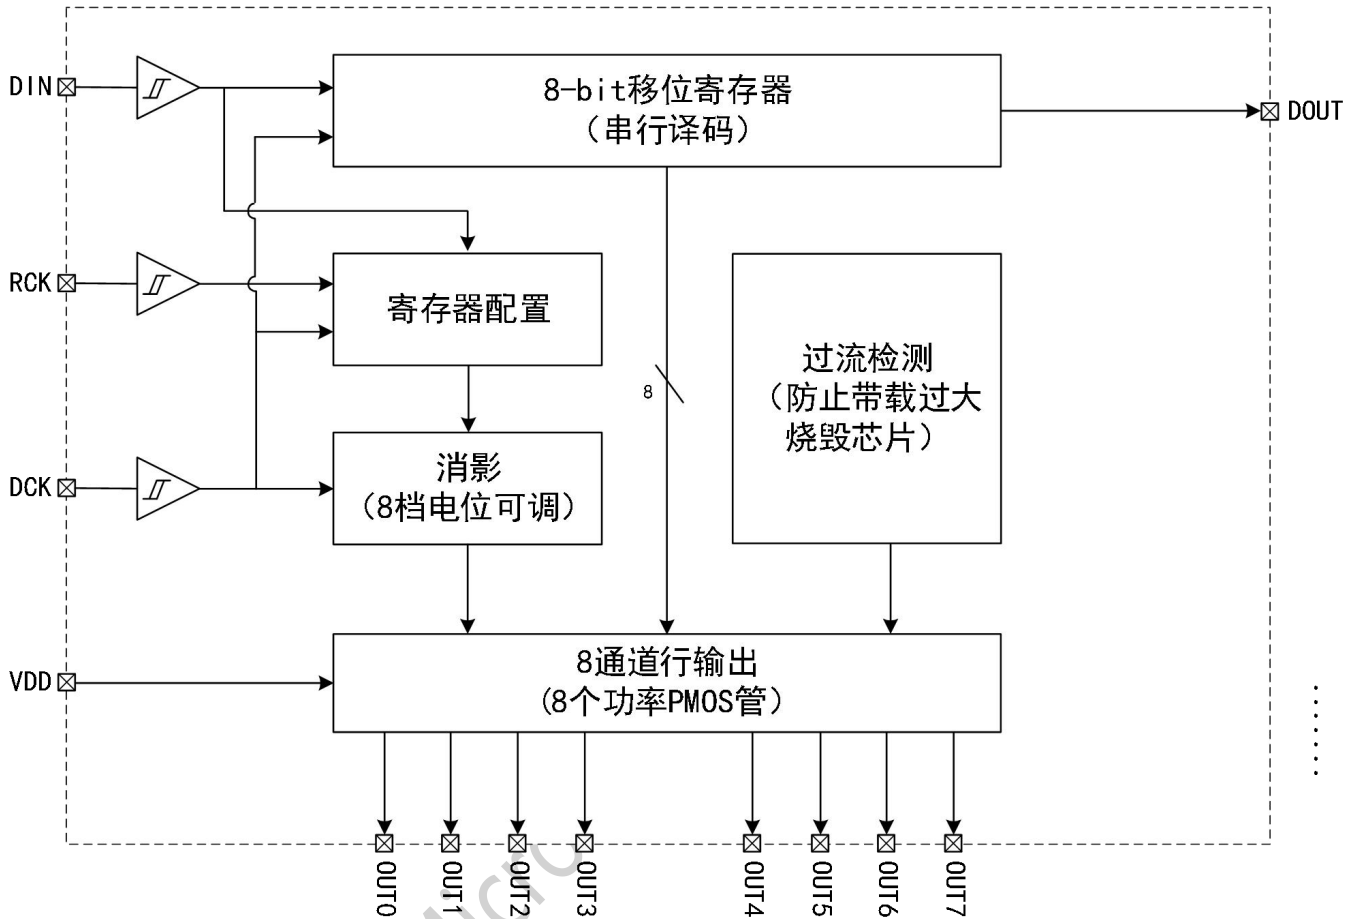 DIN
8-bit移位寄存器
（串行译码）
DOUT
RCK
寄存器配置
过流检测
（防止带载过大
烧毁芯片）
8
DCK
消影
（8档电位可调）
VDD
8通道行输出
（8个功率PMOS管）
OUT0
OUT1
OUT2
OUT3
OUT4
OUT5
OUT6
OUT7
Micro